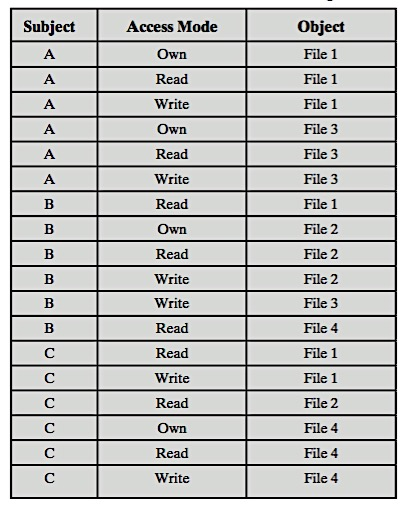 Subject Access Mode Object
A Own File 1
A Read File 1
A Write File 1
A Own File 3
A Read File 3
A Write File 3
B Read File 1
B Own File 2
B Read File 2
B Write File 2
B Write File 3
B Read File 4
C Read File 1
C Write File 1
C Read File 2
C Own File 4
C Read File 4
C Write File 4